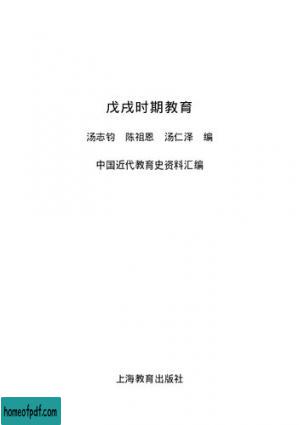 戊戌时期教育
汤志钧　陈祖恩　汤仁泽　编
中国近代教育史资料汇编
上海教育出版社
homeofpdf.com